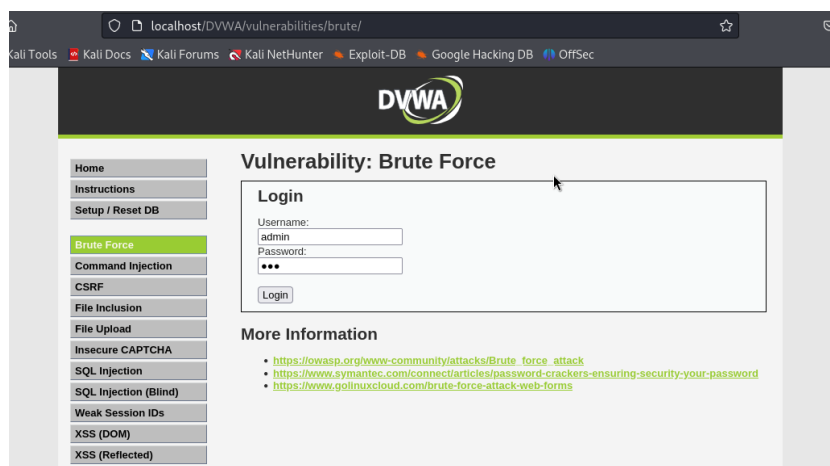 localhost/DVWA/vulnerabilities/brute/
Kali Tools Kali Docs Kali Forums Kali NetHunter Exploit-DB Google Hacking DB OffSec
DVWA
Home
Instructions
Setup / Reset DB
Brute Force
Command Injection
CSRF
File Inclusion
File Upload
Insecure CAPTCHA
SQL Injection
SQL Injection (Blind)
Weak Session IDs
XSS (DOM)
XSS (Reflected)
Vulnerability: Brute Force
Login
Username:
admin
Password:
●●●
Login
More Information
https://owasp.org/www-community/attacks/Brute_force_attack
https://www.symantec.com/connect/articles/password-crackers-ensuring-security-your-password
https://www.golinuxcloud.com/brute-force-attack-web-forms